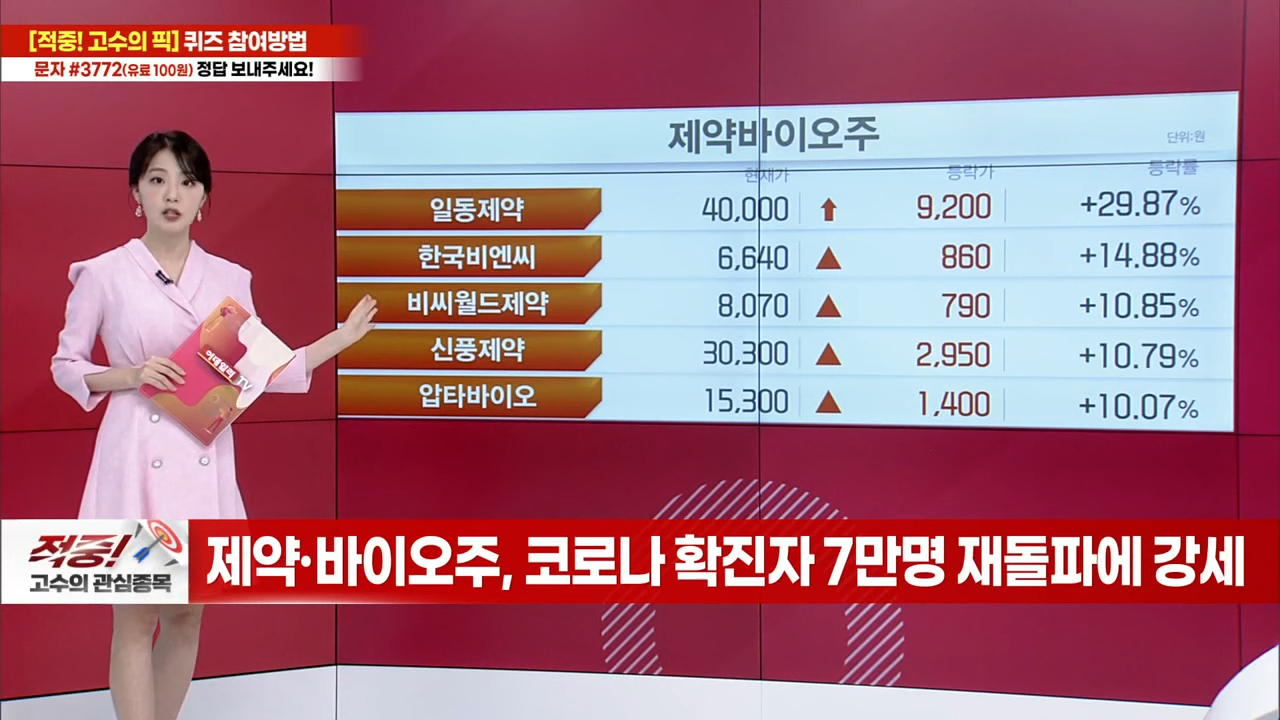 [적중! 고수의 픽] 퀴즈 참여방법
문자 #3772(유료 100원) 정답 보내주세요!
제약바이오주
단위:원
현재가 등락가 등락률
일동제약 40,000 9,200 +29.87%
한국비엔씨 6,640 ▲ 860 +14.88%
비씨월드제약 8,070 ▲ 790 +10.85%
신풍제약 30,300 ▲ 2,950 +10.79%
압타바이오 15,300 ▲ 1,400 +10.07%
이데일리 TV
적중!
고수의 관심종목
제약·바이오주, 코로나 확진자 7만명 재돌파에 강세